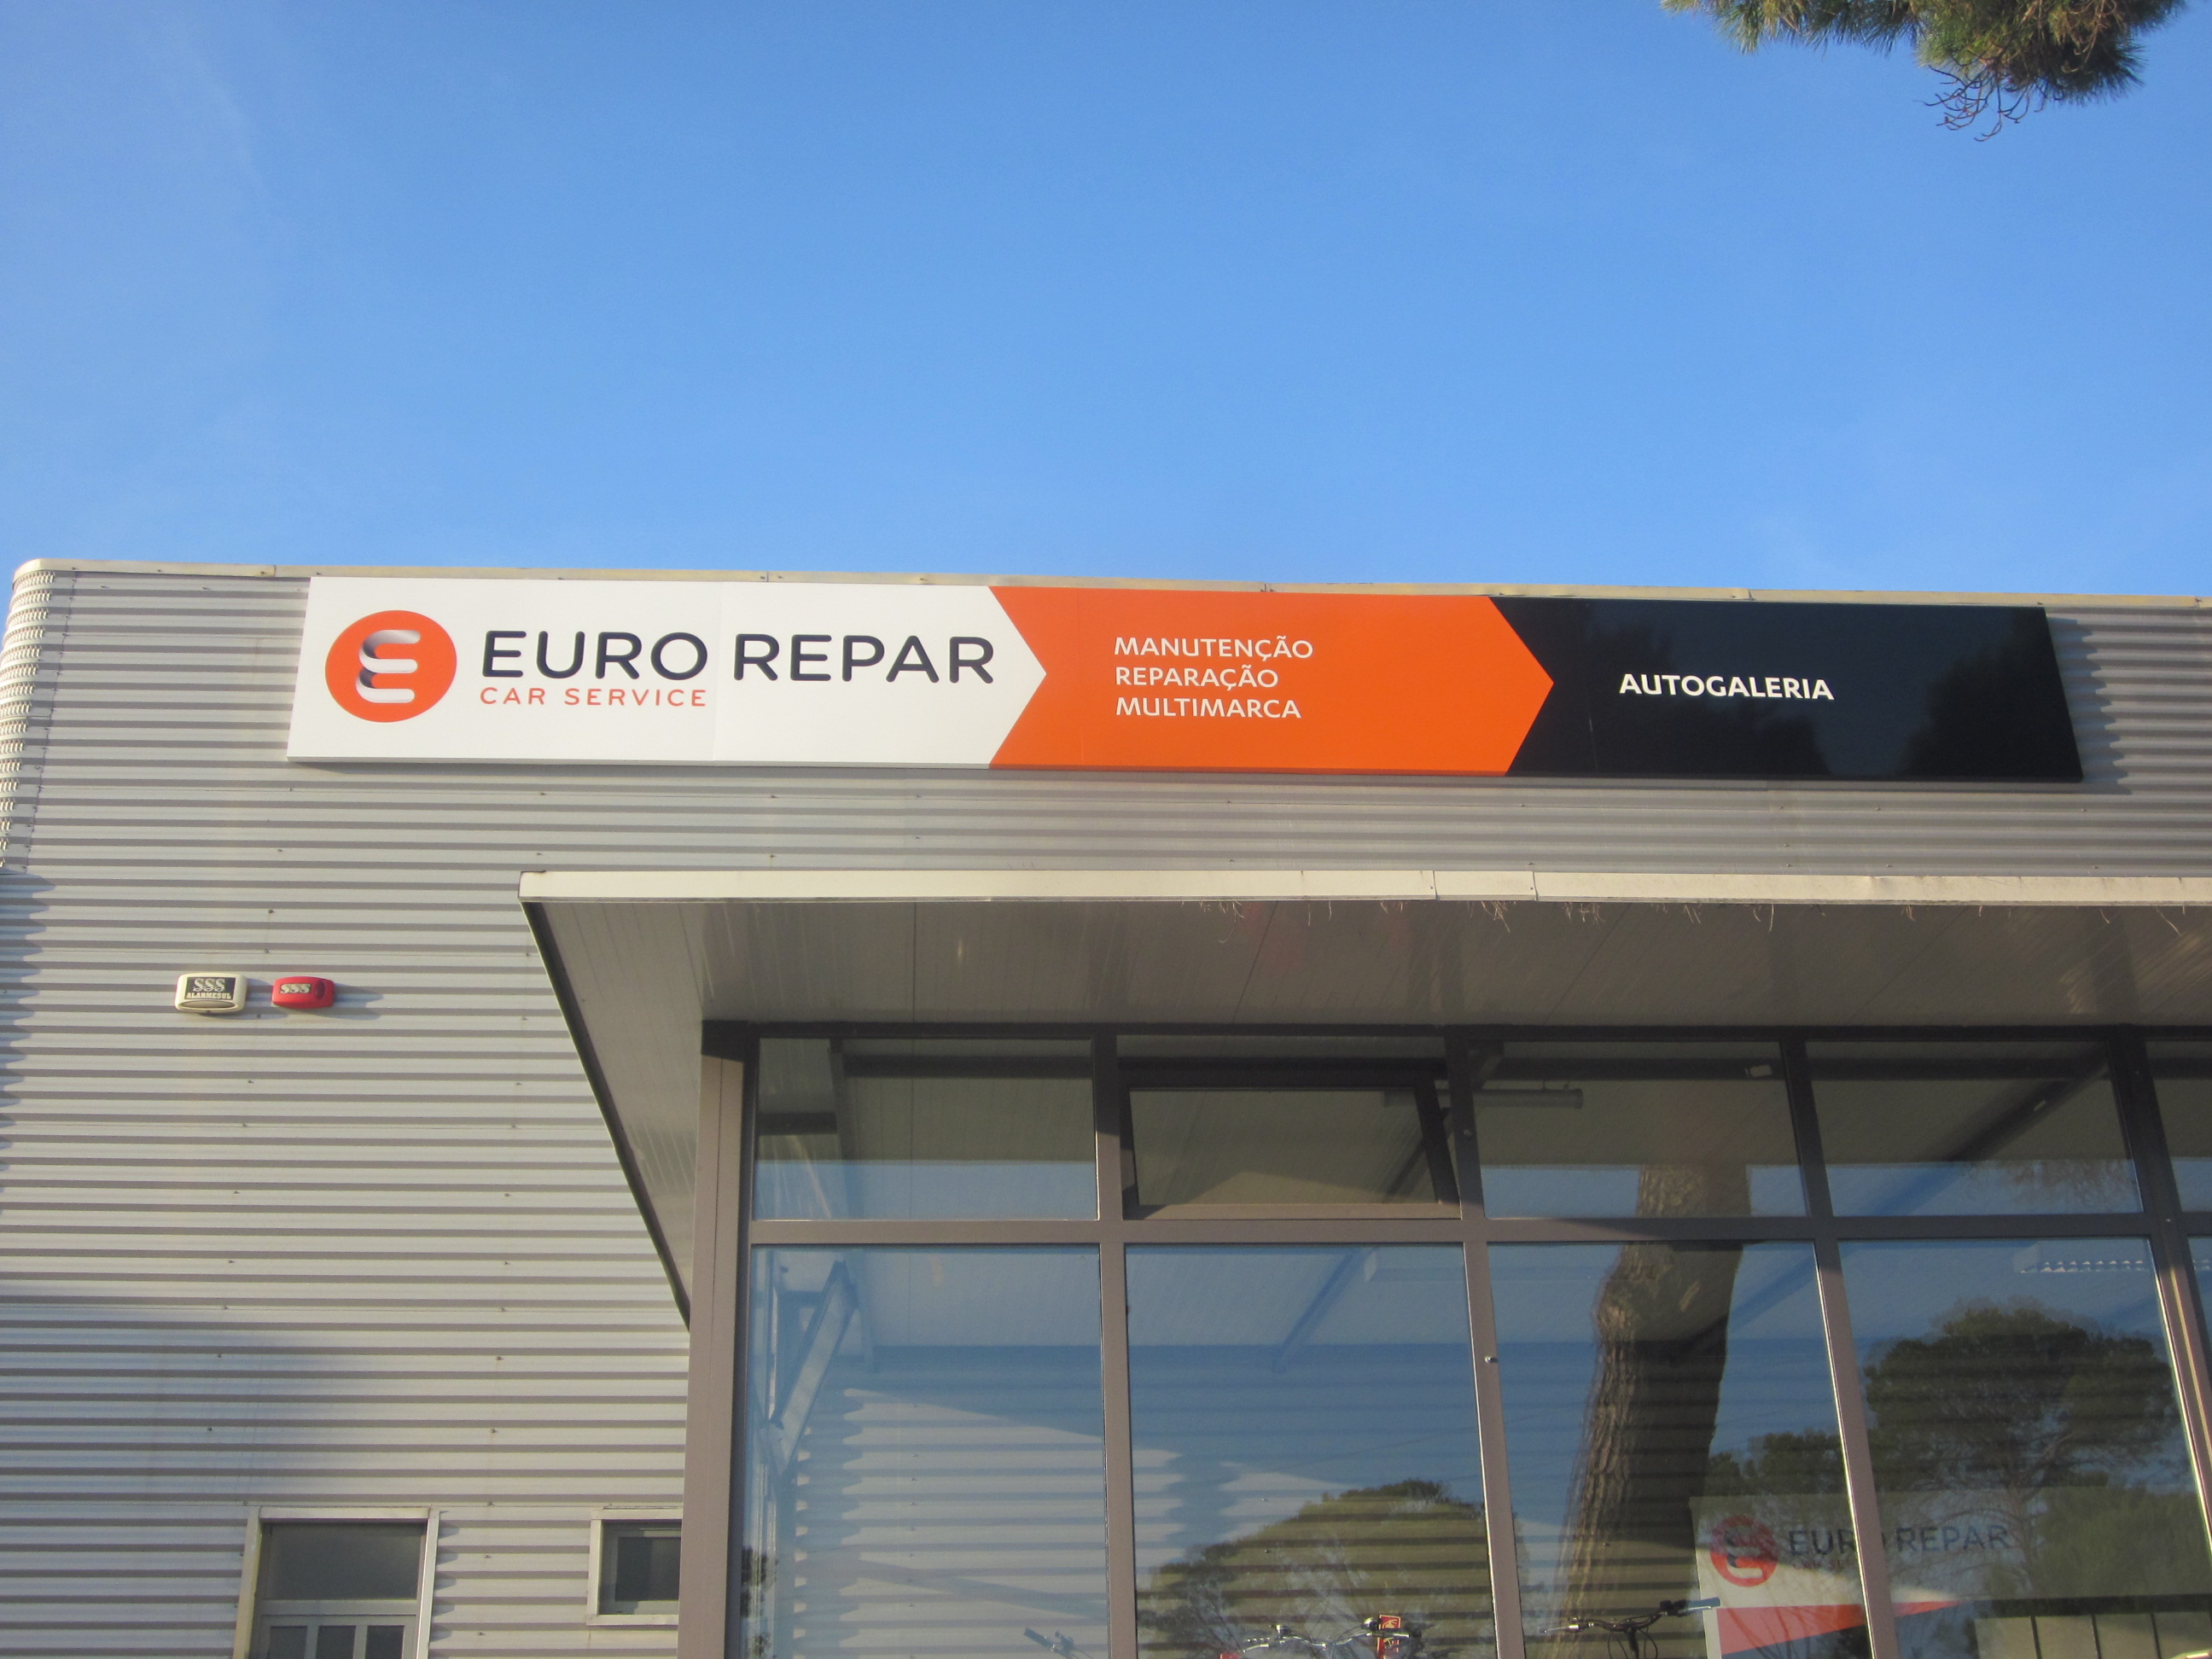 EURO REPAR
CAR SERVICE
MANUTENÇÃO
REPARAÇÃO
MULTIMARCA
AUTOGALERIA
SSS
ALARMESUL
SSS
EURO REPAR